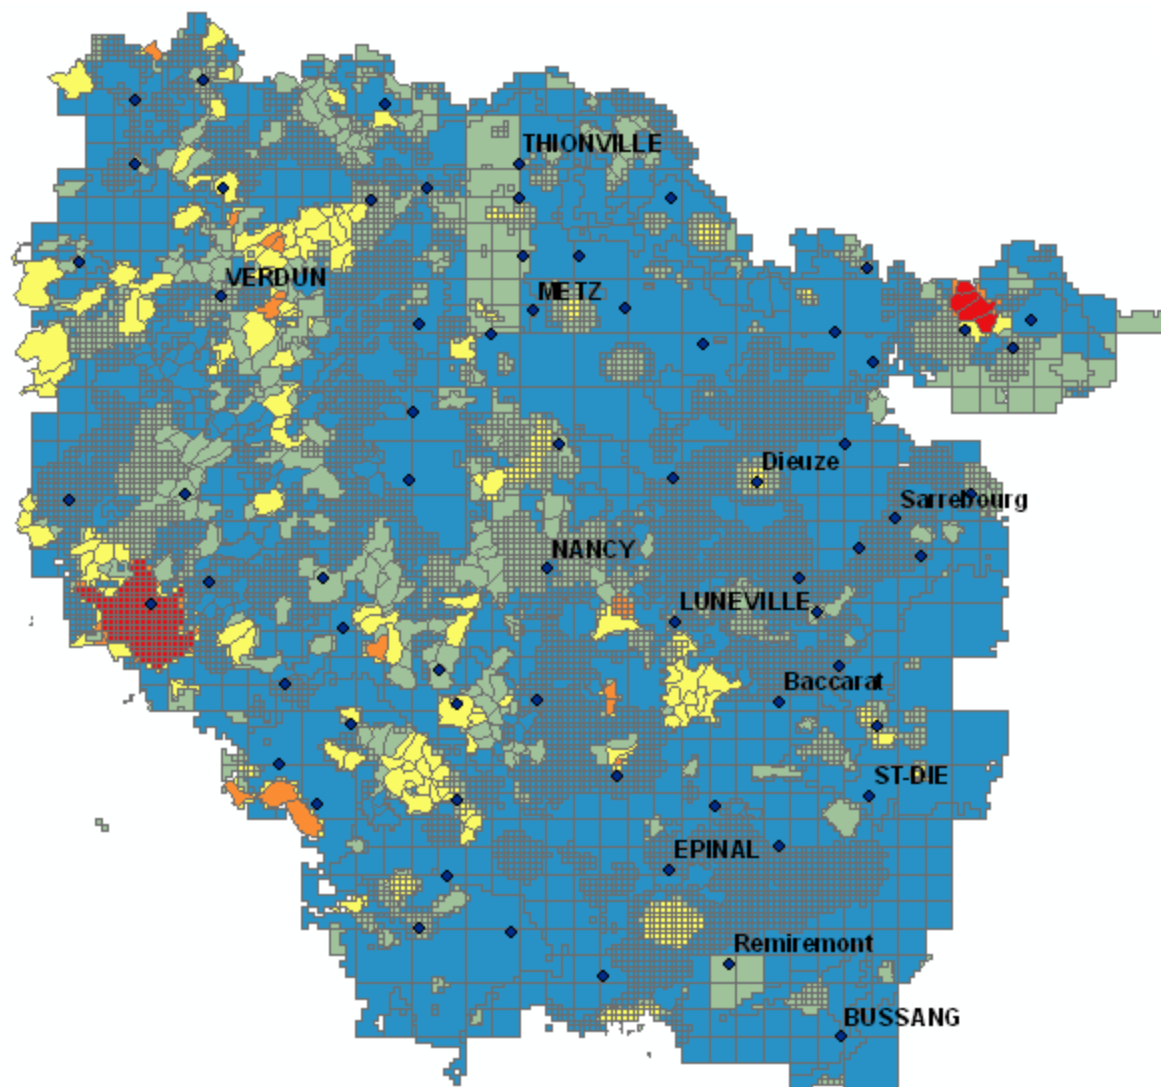 THIONVILLE
VERDUN
METZ
Dieuze
Sarrebourg
NANCY
LUNEVILLE
Baccarat
ST-DIE
EPINAL
Remiremont
BUSSANG